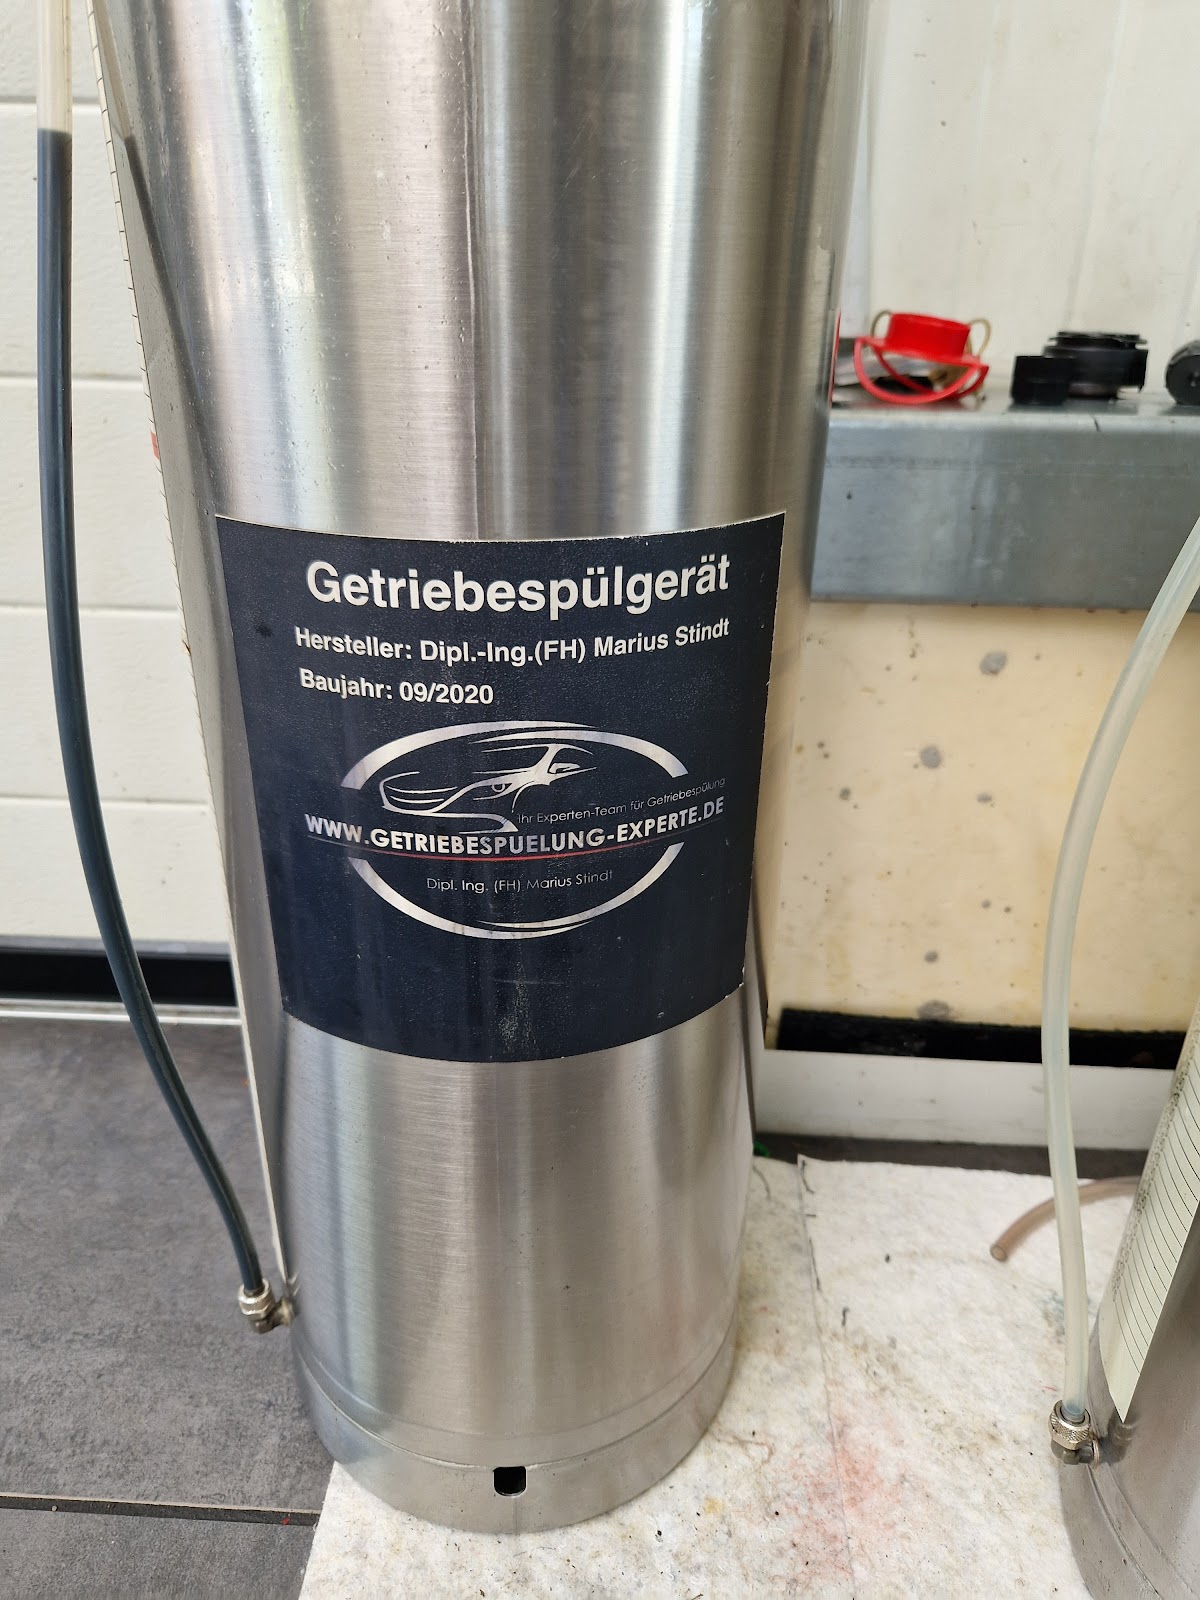 Getriebespülgerät
Hersteller: Dipl.-Ing.(FH) Marius Stindt
Baujahr: 09/2020
Ihr Experten-Team für Getriebespülung
WWW.GETRIEBESPUELUNG-EXPERTE.DE
Dipl. Ing. (FH) Marius Stindt